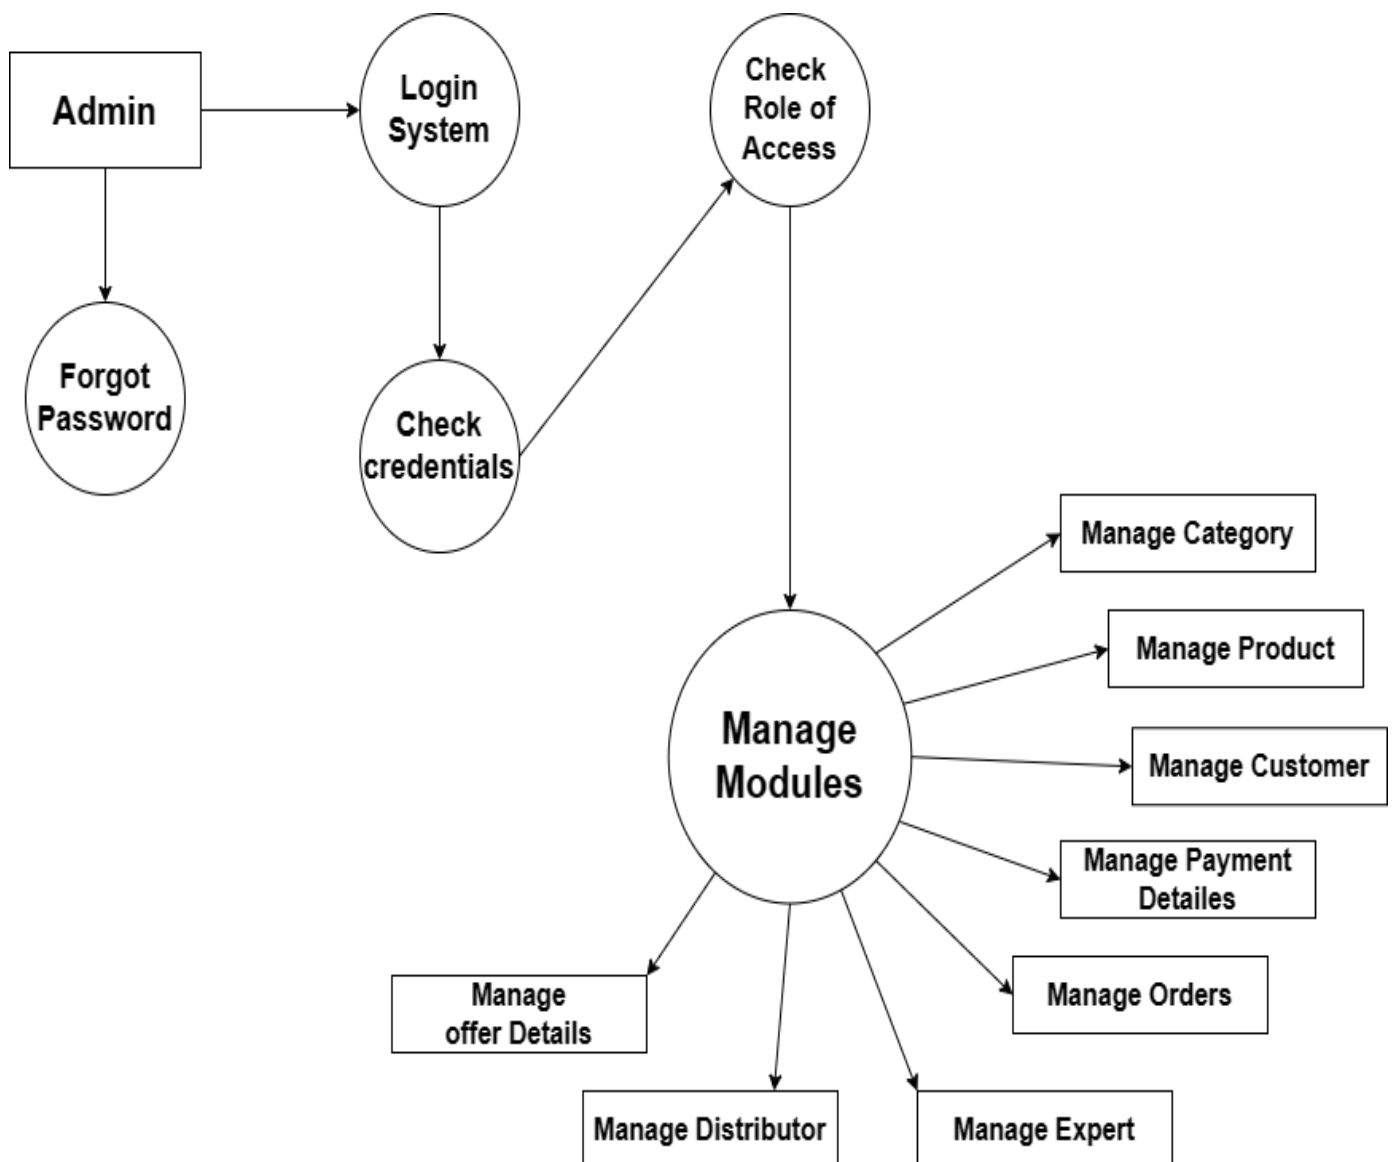 Admin
Login
System
Check
Role of
Access
Forgot
Password
Check
credentials
Manage Category
Manage Product
Manage
Modules
Manage Customer
Manage Payment
Detailes
Manage
offer Details
Manage Orders
Manage Distributor
Manage Expert